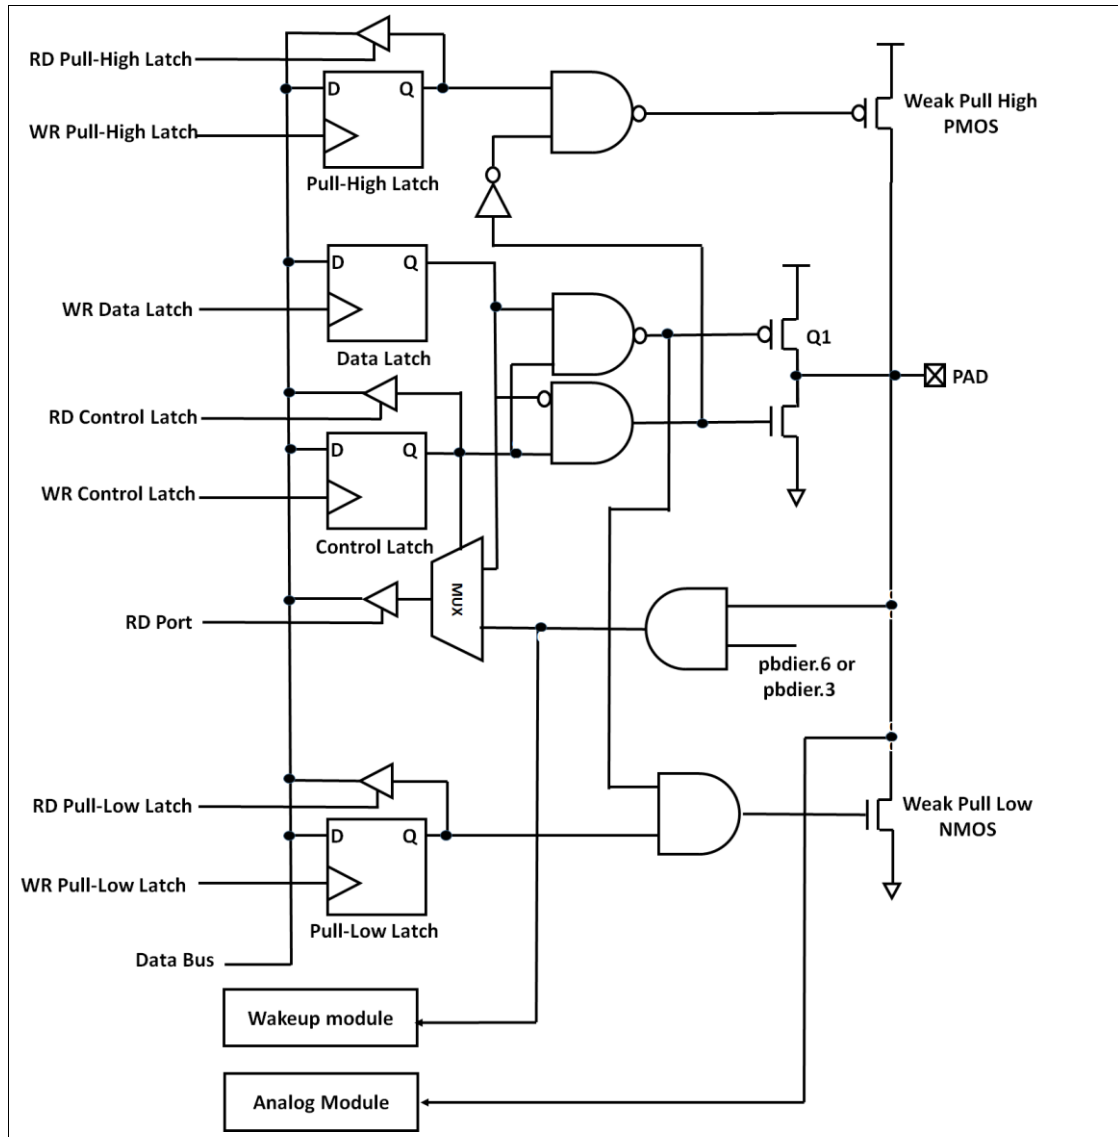 RD Pull-High Latch
D Q
WR Pull-High Latch
Pull-High Latch
Weak Pull High
PMOS
D Q
WR Data Latch
Data Latch
Q1
PAD
RD Control Latch
D Q
WR Control Latch
Control Latch
MUX
RD Port
pbdier.6 or
pbdier.3
RD Pull-Low Latch
Weak Pull Low
NMOS
D Q
WR Pull-Low Latch
Pull-Low Latch
Data Bus
Wakeup module
Analog Module